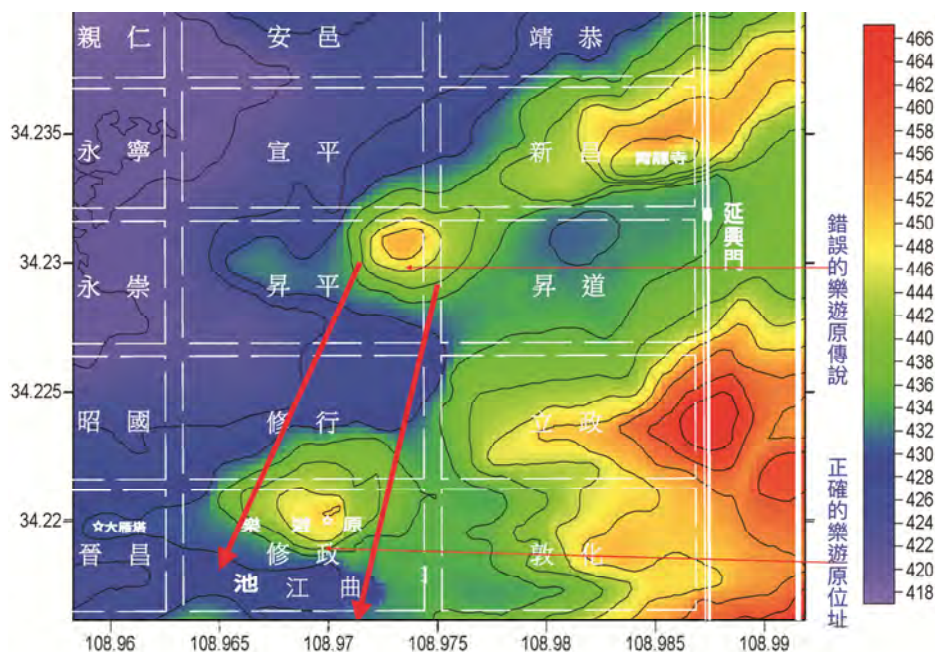 親 仁 安 邑 靖 恭
34.235
永 寧 宣 平 新 昌
青龍寺
延興門
34.23
永 崇 昇 平 昇 道
34.225
昭 國 修 行 立 政
34.22
☆大雁塔
樂 遊 原
晉 昌 修 政 敦 化
池 江 曲
108.96 108.965 108.97 108.975 108.98 108.985 108.99
466
464
462
460
458
456
454
452
450
448
446
444
442
440
438
436
434
432
430
428
426
424
422
420
418
錯誤的樂遊原傳說
正確的樂遊原位址